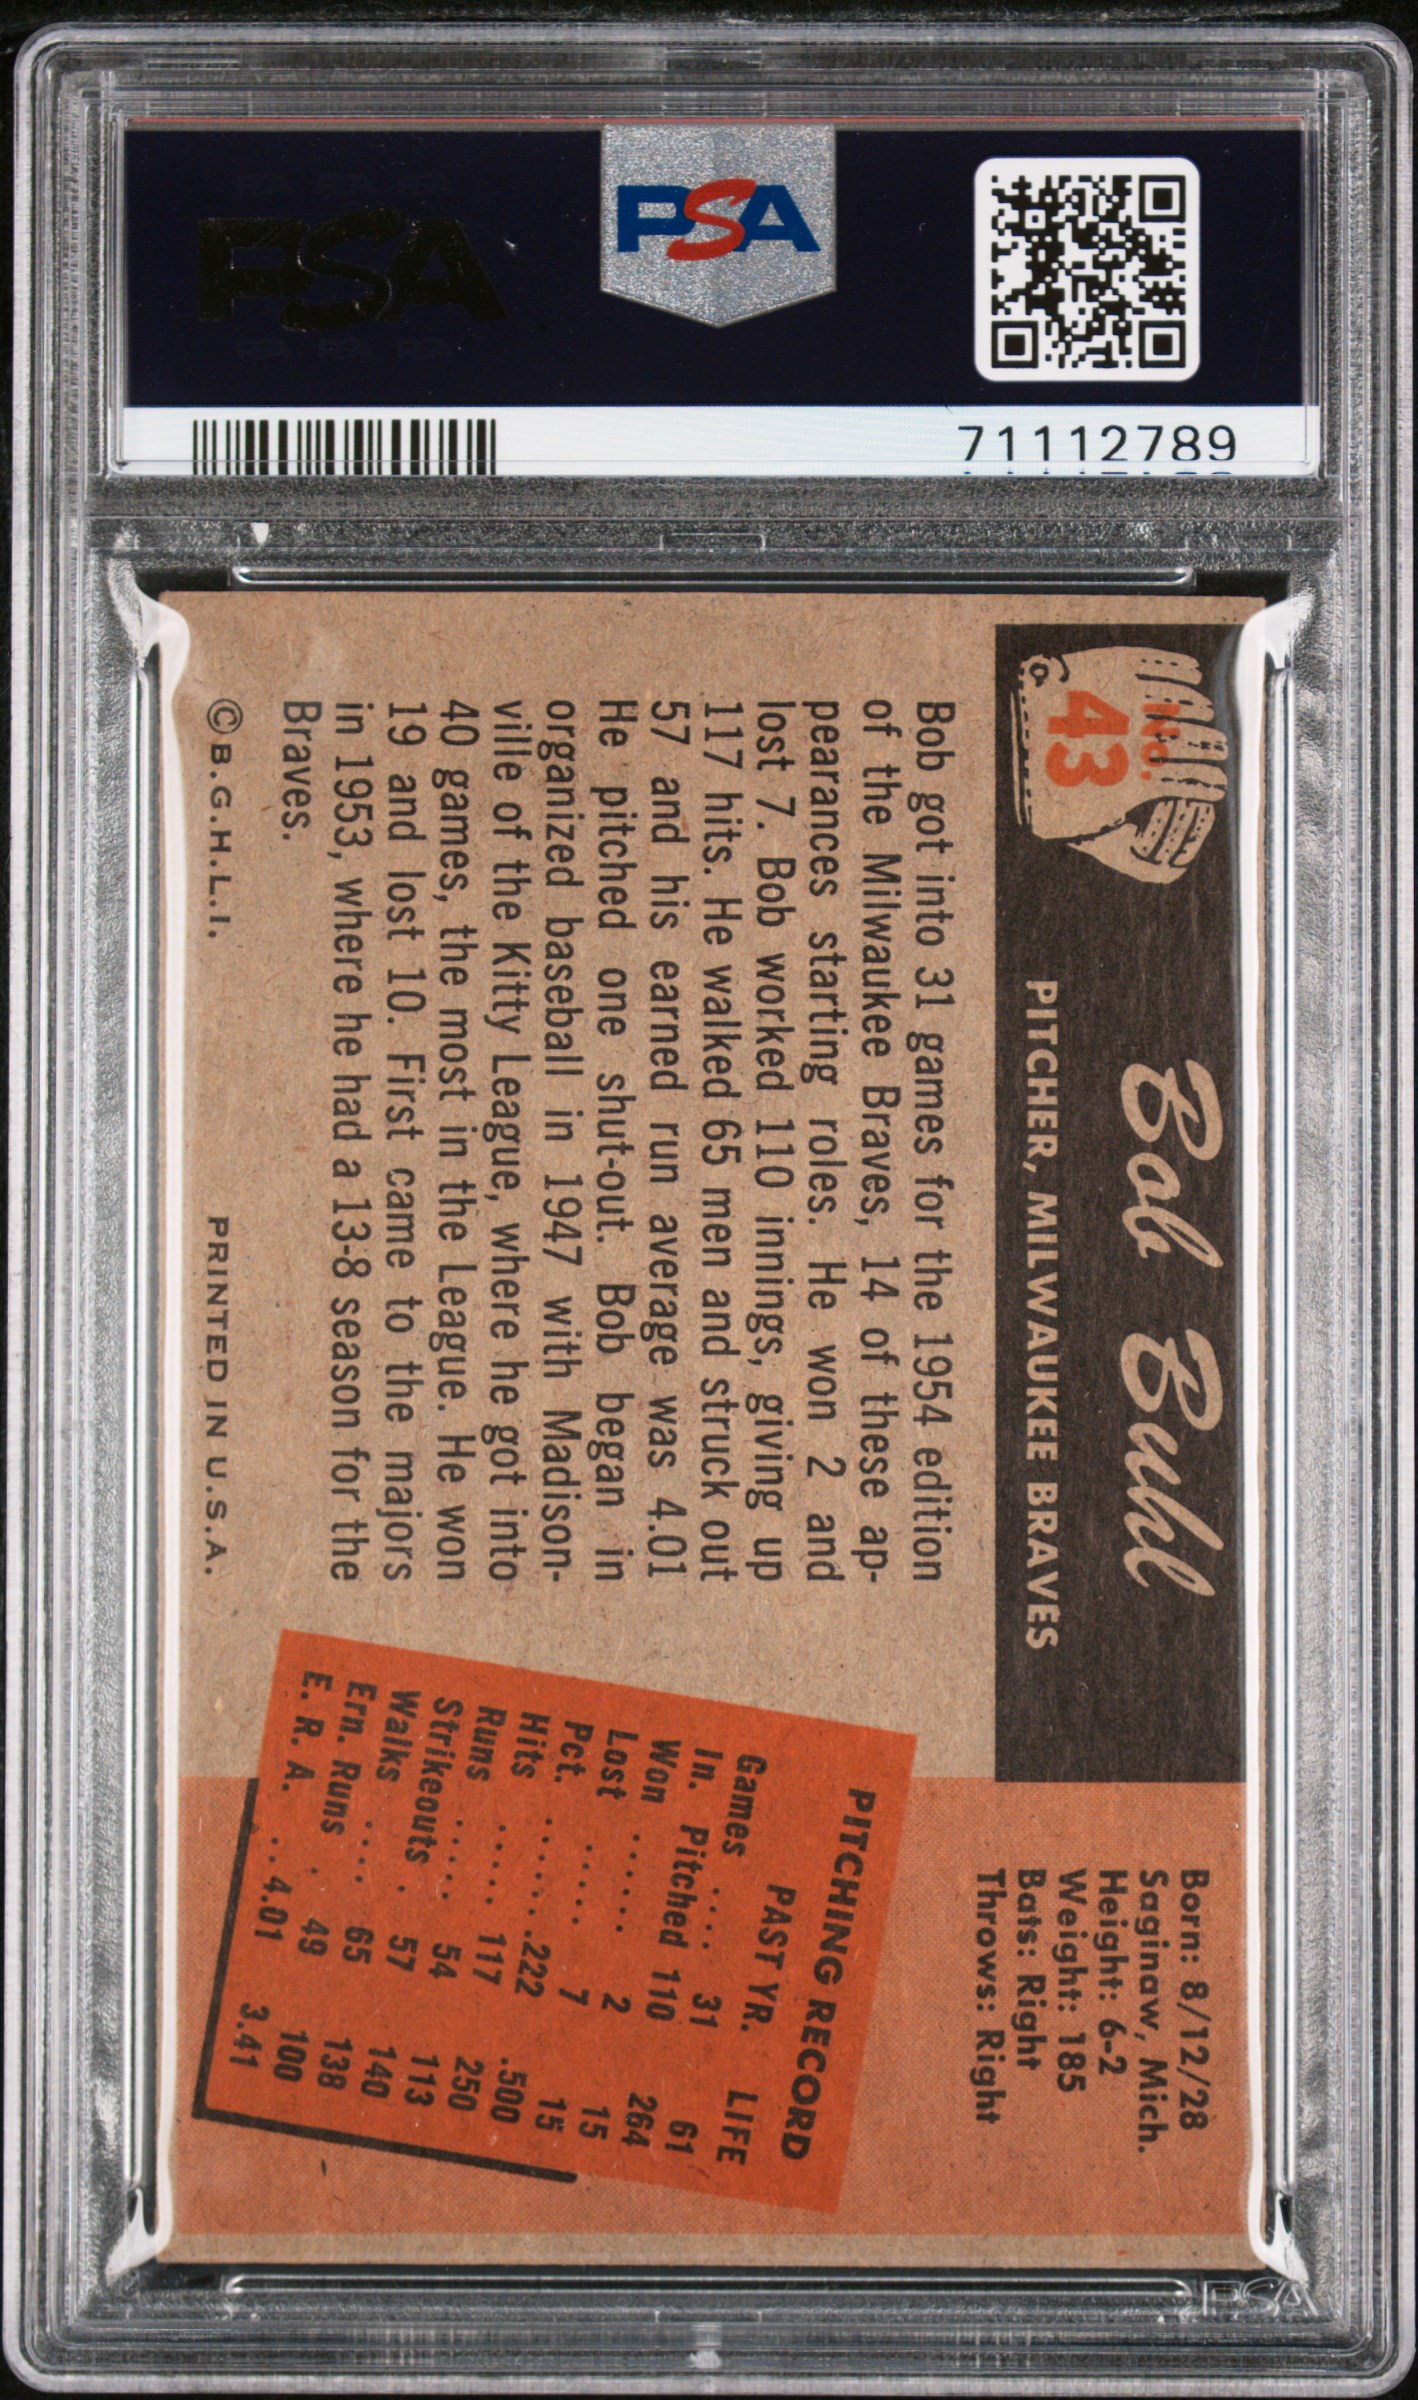 PSA
PSA
71112789
No.
43
Bob Buhl
PITCHER, MILWAUKEE BRAVES
Born: 8/12/28
Saginaw, Mich.
Height: 6-2
Weight: 185
Bats: Right
Throws: Right
Bob got into 31 games for the 1954 edition
of the Milwaukee Braves, 14 of these ap-
pearances starting roles. He won 2 and
lost 7. Bob worked 110 innings, giving up
117 hits. He walked 65 men and struck out
57 and his earned run average was 4.01
He pitched one shut-out. Bob began in
organized baseball in 1947 with Madison-
ville of the Kitty League, where he got into
40 games, the most in the League. He won
19 and lost 10. First came to the majors
in 1953, where he had a 13-8 season for the
Braves.
PITCHING RECORD
PAST YR. LIFE
Games .... 31 61
In. Pitched 110 264
Won ...... 2 15
Lost ..... 7 15
Pct. .......222 .500
Hits ..... 117 250
Runs ..... 54 113
Strikeouts . 57 140
Walks .... 65 138
Ern. Runs . 49 100
E. R. A. ..4.01 3.41
© B.G.H.L.I. PRINTED IN U.S.A.
PSA